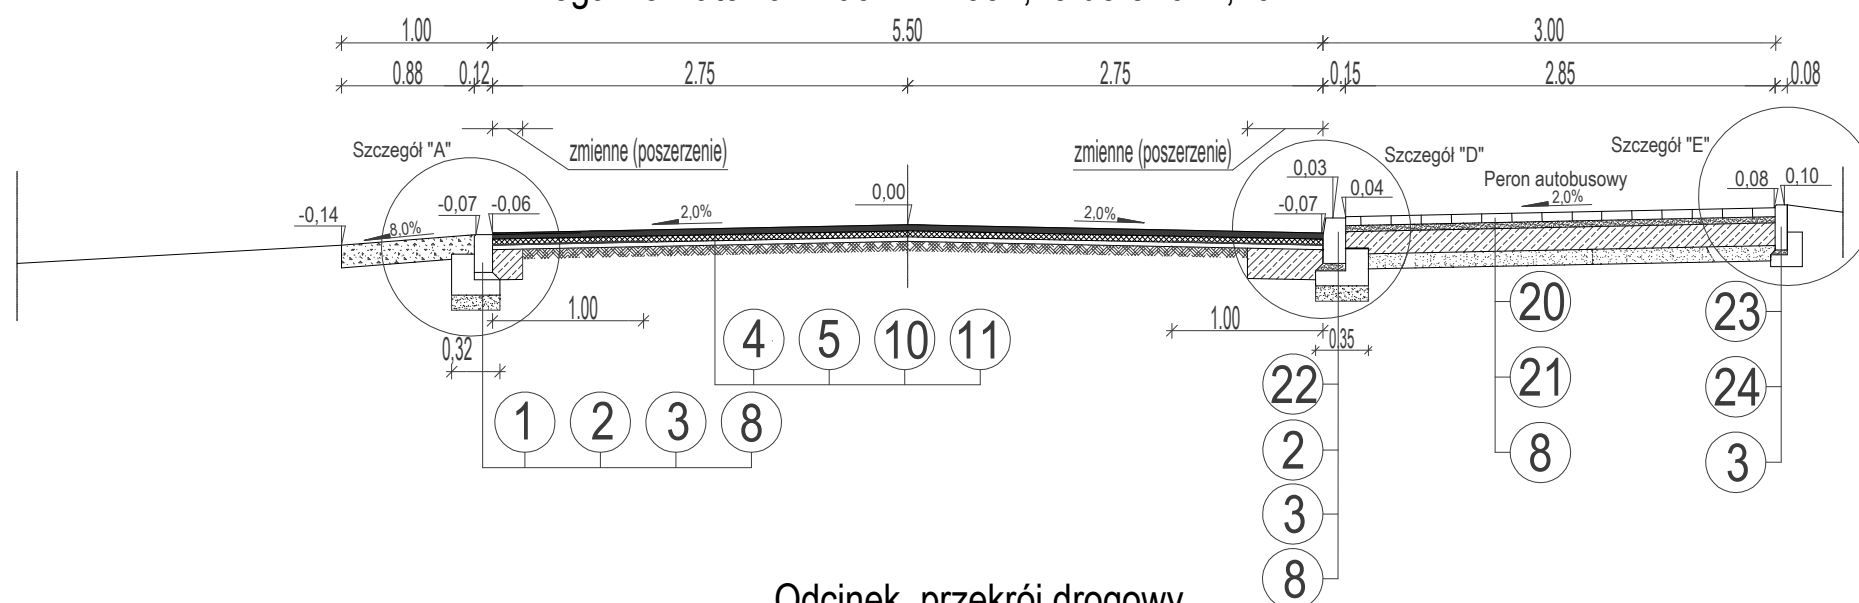 1.00 5.50 3.00
0.88 0.12 2.75 2.75 0.15 2.85 0.08
Szczegół "A" zmienne (poszerzenie) zmienne (poszerzenie) Szczegół "D" Szczegół "E"
-0,14 8,0% -0,07 -0,06 2,0% 0,00 2,0% -0,07 0,03 0,04 Peron autobusowy 2,0% 0,08 0,10
1.00 1.00
0,32 0.35
4 5 10 11
1 2 3 8
22
2
3
8
20
21
8
23
24
3
Odcinek przekrój drogowy